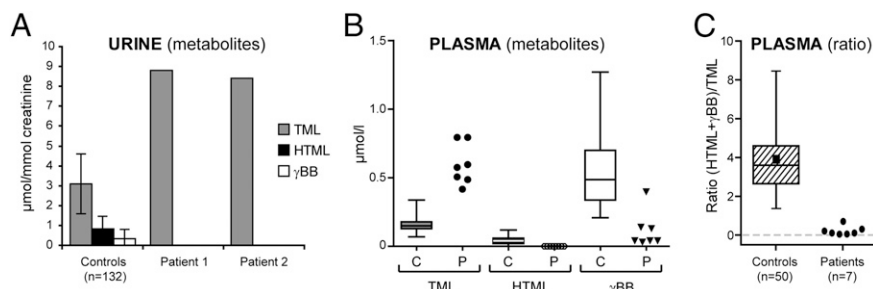 A
URINE (metabolites)
10
9
8
7
6
5
4
3
2
1
0
µmol/mmol creatinine
TML
HTML
γBB
Controls
(n=132)
Patient 1
Patient 2
B
PLASMA (metabolites)
1.5
1.0
0.5
0.0
µmol/l
C P C P C P
TML HTML γBB
C
PLASMA (ratio)
10
8
6
4
2
0
Ratio (HTML+γBB)/TML
Controls
(n=50)
Patients
(n=7)